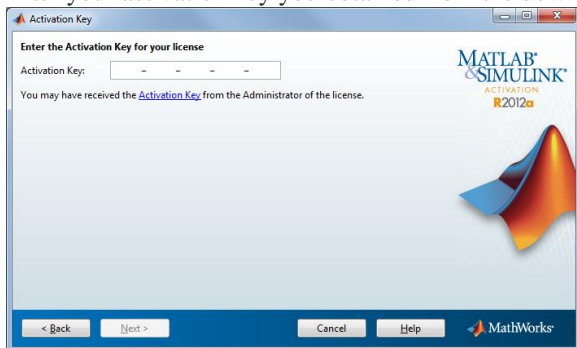 Activation Key
Enter the Activation Key for your license
Activation Key:
- - - -
You may have received the Activation Key from the Administrator of the license.
MATLAB®
&SIMULINK®
ACTIVATION
R2012a
< Back
Next >
Cancel
Help
MathWorks®